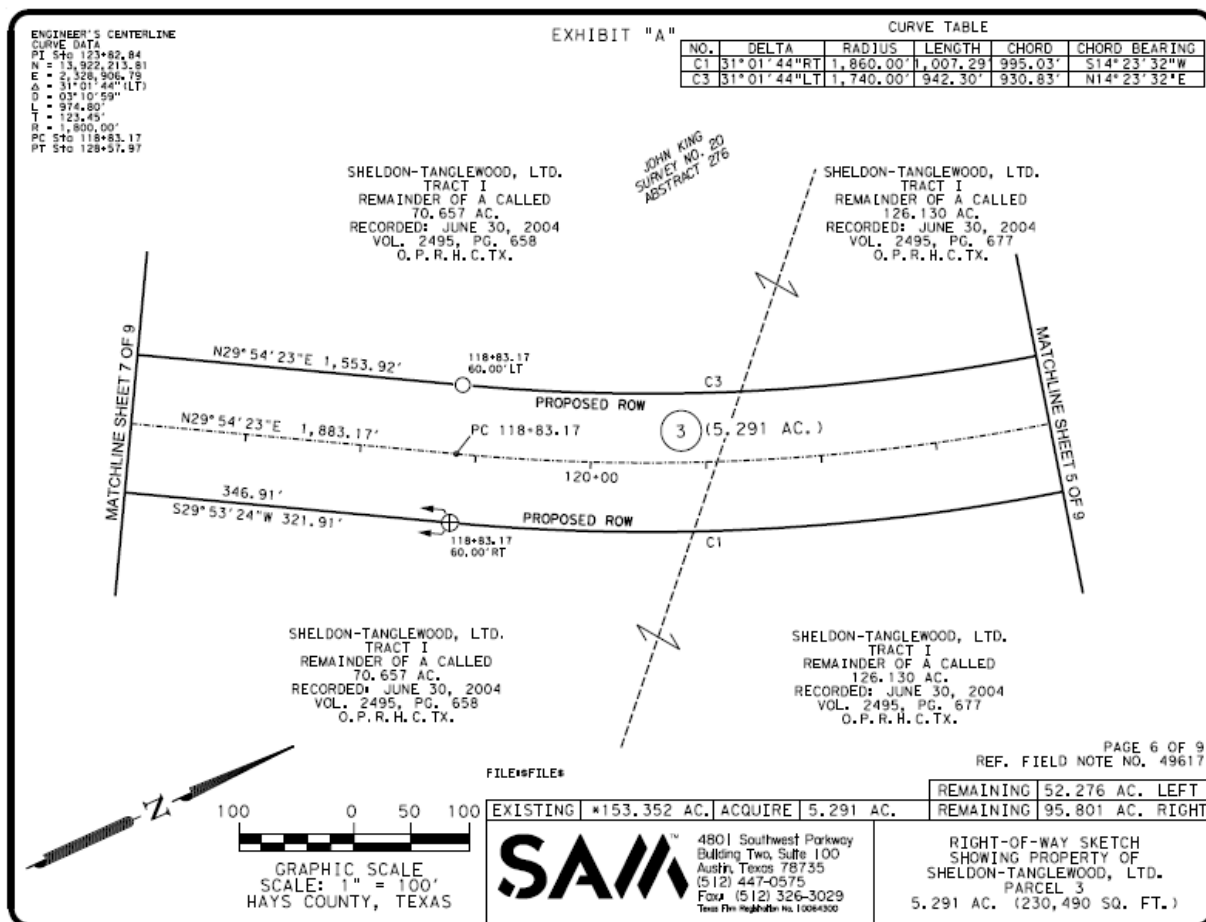 ENGINEER'S CENTERLINE
CURVE DATA
PI Sta 123+82.84
N = 13,922,213.81
E = 2,328,906.79
Δ = 31°01'44"(LT)
D = 03°10'59"
L = 974.80'
T = 123.45'
R = 1,800.00'
PC Sta 118+83.17
PT Sta 128+57.97
EXHIBIT "A"
CURVE TABLE
NO. DELTA RADIUS LENGTH CHORD CHORD BEARING
C1 31°01'44"RT 1,860.00' 1,007.29' 995.03' S14°23'32"W
C3 31°01'44"LT 1,740.00' 942.30' 930.83' N14°23'32"E
JOHN KING
SURVEY NO. 20
ABSTRACT 276
SHELDON-TANGLEWOOD, LTD.
TRACT I
REMAINDER OF A CALLED
70.657 AC.
RECORDED: JUNE 30, 2004
VOL. 2495, PG. 658
O.P.R.H.C.TX.
SHELDON-TANGLEWOOD, LTD.
TRACT I
REMAINDER OF A CALLED
126.130 AC.
RECORDED: JUNE 30, 2004
VOL. 2495, PG. 677
O.P.R.H.C.TX.
MATCHLINE SHEET 7 OF 9
MATCHLINE SHEET 5 OF 9
N29°54'23"E 1,553.92'
118+83.17
60.00'LT
C3
PROPOSED ROW
3 (5.291 AC.)
N29°54'23"E 1,883.17'
PC 118+83.17
120+00
346.91'
S29°53'24"W 321.91'
PROPOSED ROW
118+83.17
60.00'RT
C1
SHELDON-TANGLEWOOD, LTD.
TRACT I
REMAINDER OF A CALLED
70.657 AC.
RECORDED: JUNE 30, 2004
VOL. 2495, PG. 658
O.P.R.H.C.TX.
SHELDON-TANGLEWOOD, LTD.
TRACT I
REMAINDER OF A CALLED
126.130 AC.
RECORDED: JUNE 30, 2004
VOL. 2495, PG. 677
O.P.R.H.C.TX.
PAGE 6 OF 9
REF. FIELD NOTE NO. 49617
FILE:$FILE$
REMAINING 52.276 AC. LEFT
EXISTING *153.352 AC. ACQUIRE 5.291 AC. REMAINING 95.801 AC. RIGHT
N
100 0 50 100
GRAPHIC SCALE
SCALE: 1" = 100'
HAYS COUNTY, TEXAS
SAM™
4801 Southwest Parkway
Building Two, Suite 100
Austin, Texas 78735
(512) 447-0575
Fax: (512) 326-3029
Texas Firm Registration No. 10064300
RIGHT-OF-WAY SKETCH
SHOWING PROPERTY OF
SHELDON-TANGLEWOOD, LTD.
PARCEL 3
5.291 AC. (230,490 SQ. FT.)